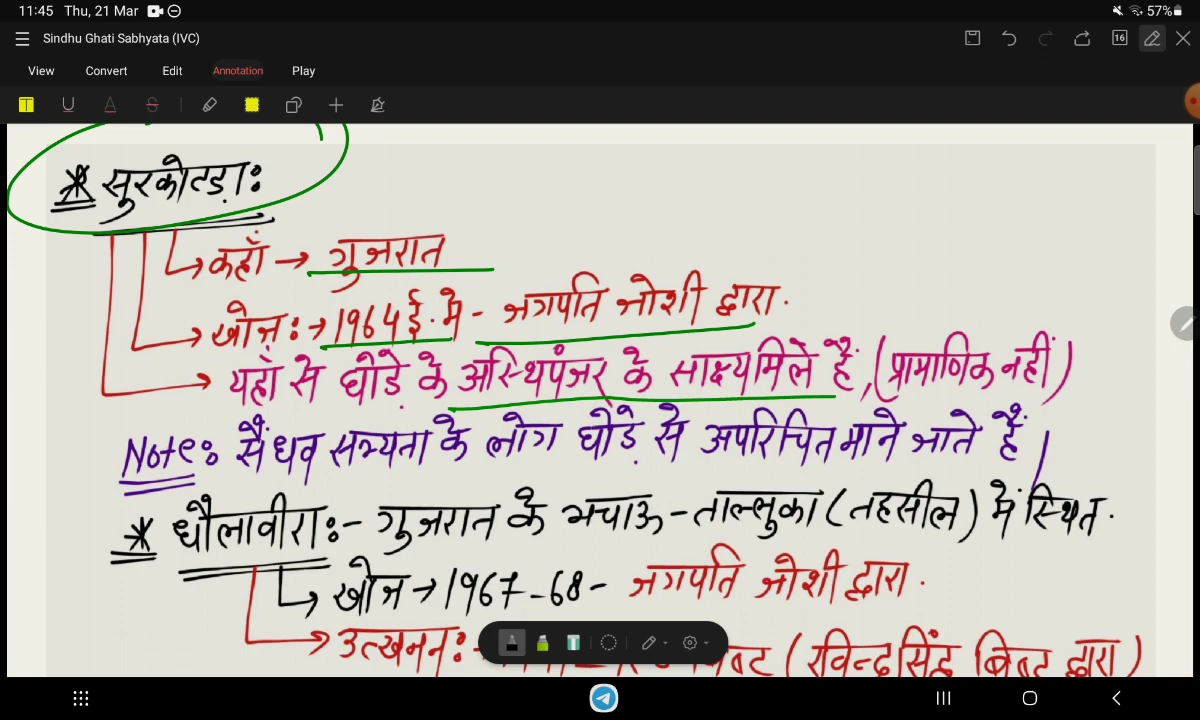 11:45 Thu, 21 Mar 57%
Sindhu Ghati Sabhyata (IVC) 16
View Convert Edit Annotation Play
T U A S
* सुरकोटड़ा:
कहाँ → गुजरात
खोज़ :→ 1964 ई. मे - जगपति जोशी द्वारा.
यहाँ से घोड़े के अस्थिपंजर के साक्ष्य मिले हैं, (प्रामाणिक नहीं)
Note: सैंधव सभ्यता के लोग घोड़े से अपरिचित माने जाते हैं।
* धौलावीरा :- गुजरात के भचाऊ - ताल्लुका (तहसील) में स्थित.
खोज → 1967-68 - जगपति जोशी द्वारा.
उत्खनन :- (रविन्द्र सिंह बिष्ट द्वारा)